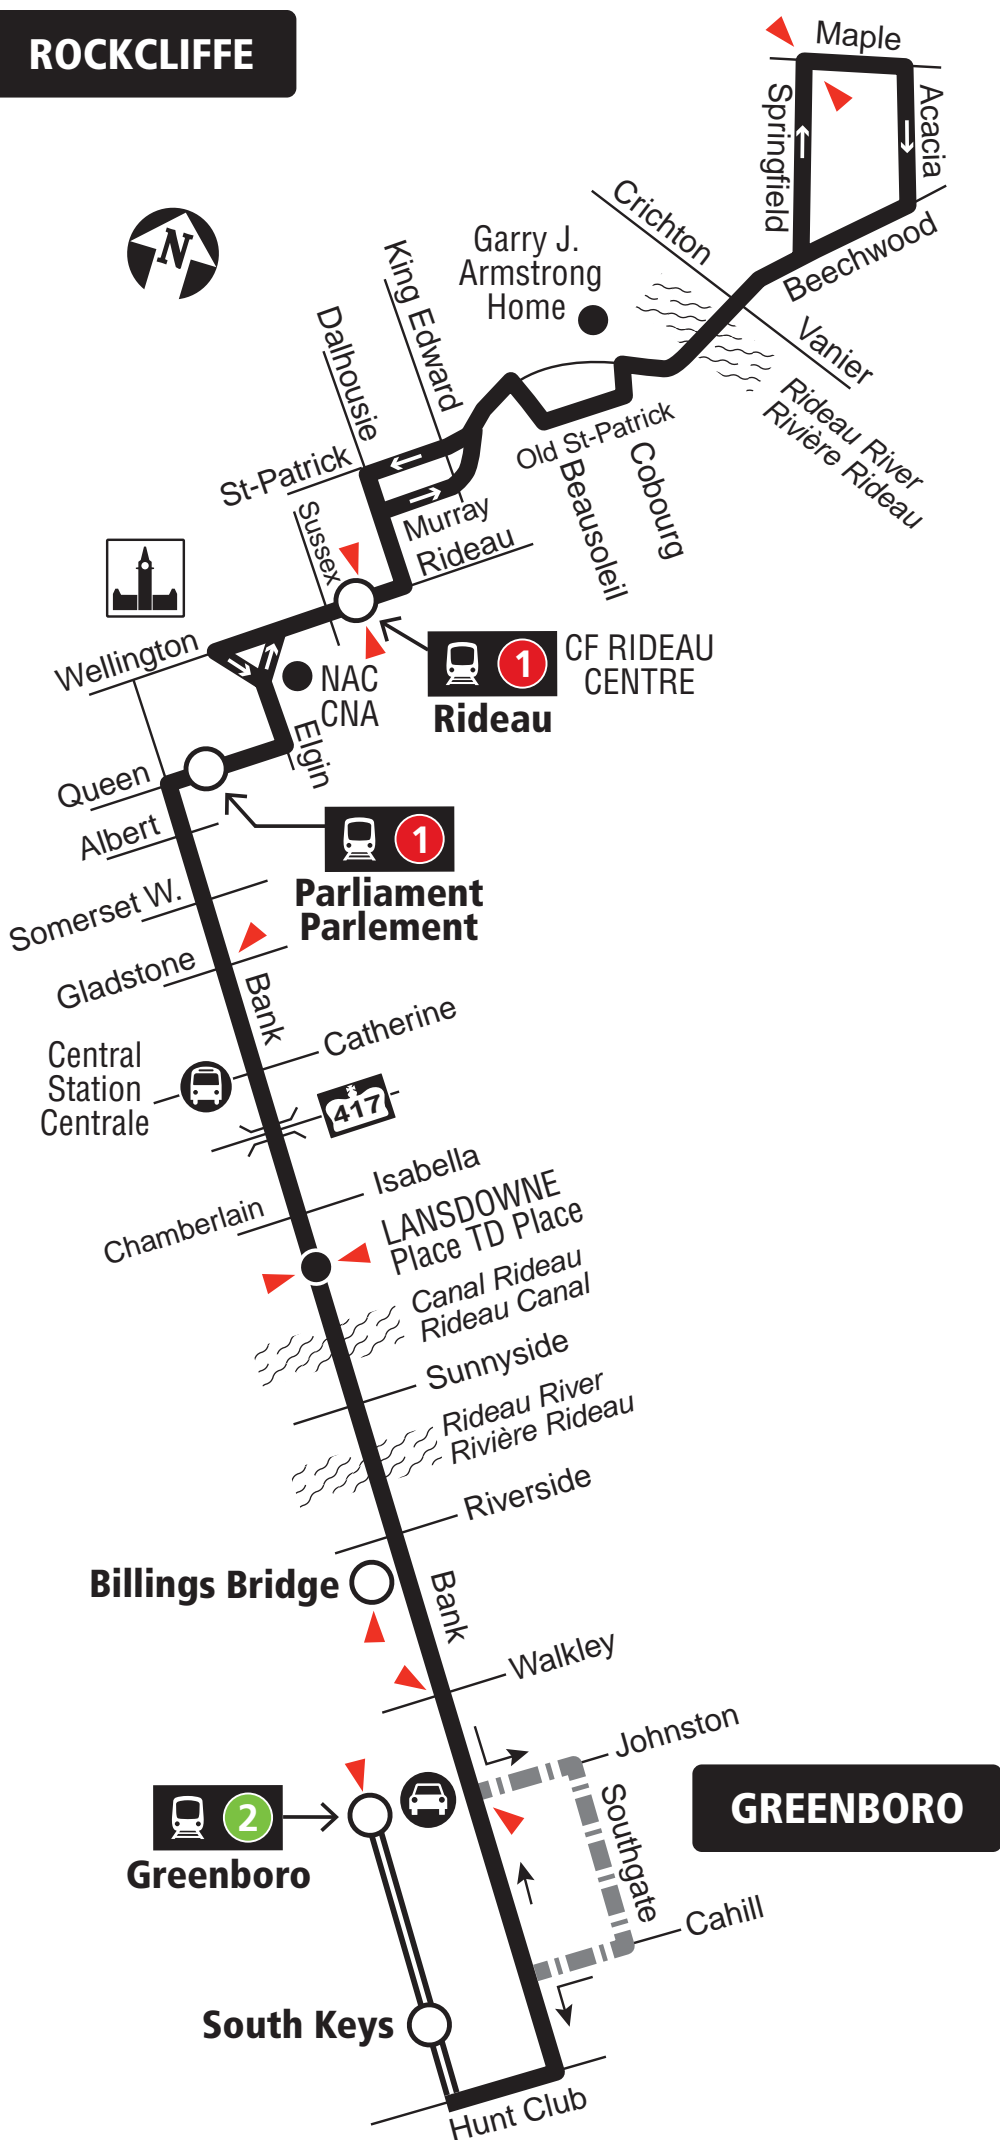 ROCKCLIFFE
Maple
Springfield
Acacia
Crichton
N
Garry J.
Armstrong
Home
King Edward
Beechwood
Dalhousie
Vanier
Rideau River
Rivière Rideau
St-Patrick
Old St-Patrick
Cobourg
Beausoleil
Sussex
Murray
Rideau
Wellington
1
CF RIDEAU
CENTRE
NAC
CNA
Rideau
Elgin
Queen
Albert
1
Parliament
Parlement
Somerset W.
Gladstone
Bank
Catherine
Central
Station
Centrale
417
Isabella
Chamberlain
LANSDOWNE
Place TD Place
Canal Rideau
Rideau Canal
Sunnyside
Rideau River
Rivière Rideau
Riverside
Billings Bridge
Bank
Walkley
Johnston
2
Greenboro
Southgate
GREENBORO
Cahill
South Keys
Hunt Club